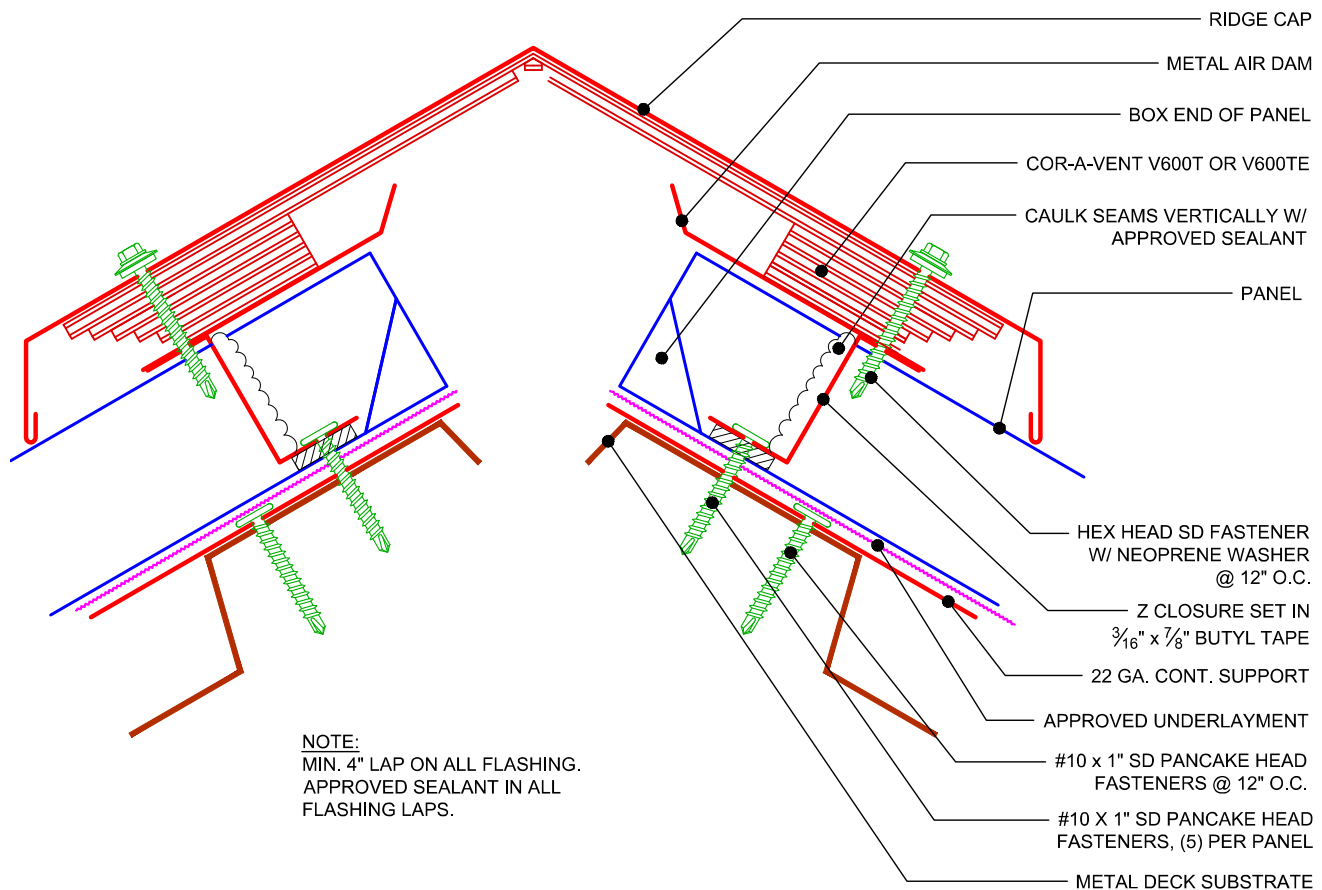 RIDGE CAP
METAL AIR DAM
BOX END OF PANEL
COR-A-VENT V600T OR V600TE
CAULK SEAMS VERTICALLY W/
APPROVED SEALANT
PANEL
HEX HEAD SD FASTENER
W/ NEOPRENE WASHER
@ 12" O.C.
Z CLOSURE SET IN
3/16" x 7/8" BUTYL TAPE
22 GA. CONT. SUPPORT
APPROVED UNDERLAYMENT
#10 x 1" SD PANCAKE HEAD
FASTENERS @ 12" O.C.
#10 X 1" SD PANCAKE HEAD
FASTENERS, (5) PER PANEL
METAL DECK SUBSTRATE
NOTE:
MIN. 4" LAP ON ALL FLASHING.
APPROVED SEALANT IN ALL
FLASHING LAPS.